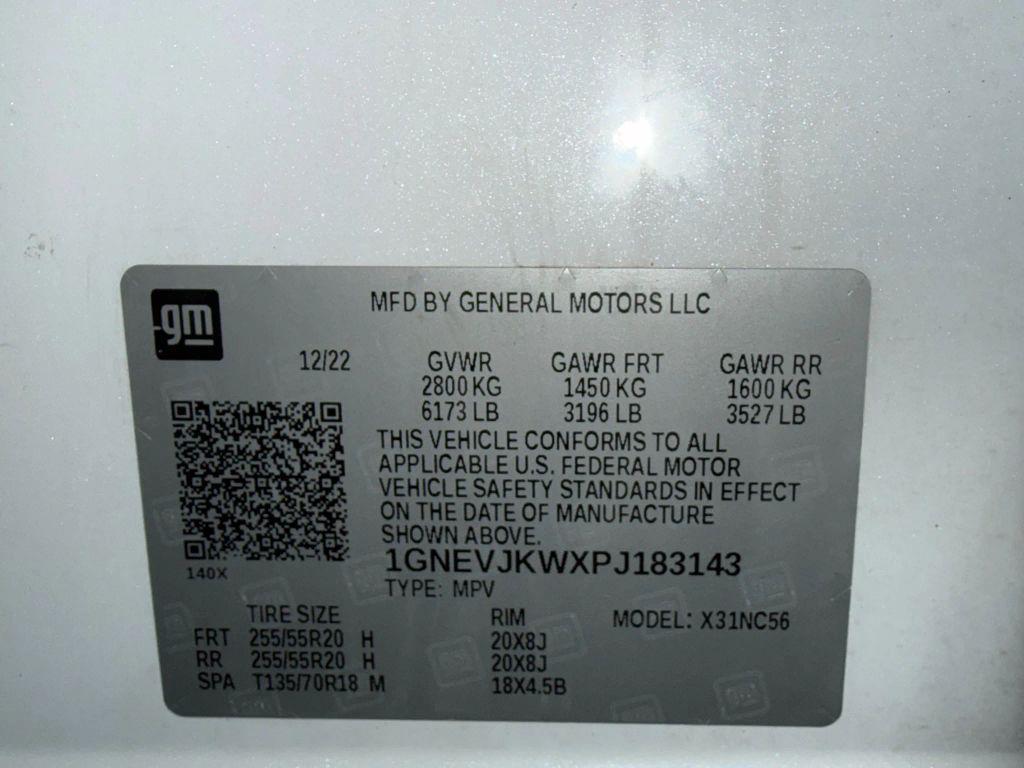 gm
MFD BY GENERAL MOTORS LLC
12/22 GVWR GAWR FRT GAWR RR
2800 KG 1450 KG 1600 KG
6173 LB 3196 LB 3527 LB
THIS VEHICLE CONFORMS TO ALL
APPLICABLE U.S. FEDERAL MOTOR
VEHICLE SAFETY STANDARDS IN EFFECT
ON THE DATE OF MANUFACTURE
SHOWN ABOVE.
1GNEVJKWXPJ183143
140X
TYPE: MPV
TIRE SIZE RIM MODEL: X31NC56
FRT 255/55R20 H 20X8J
RR 255/55R20 H 20X8J
SPA T135/70R18 M 18X4.5B